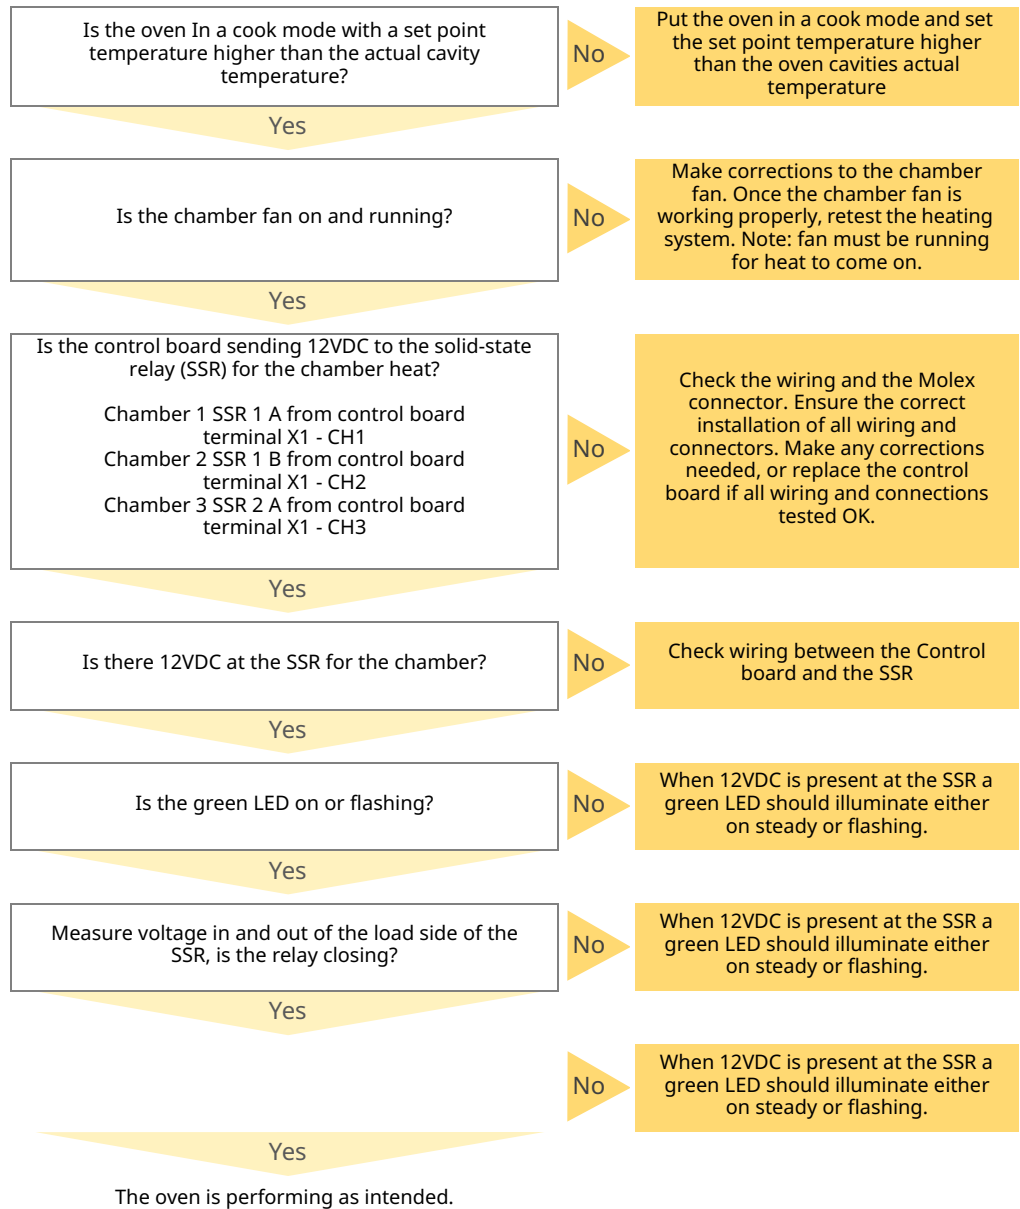 Is the oven In a cook mode with a set point
temperature higher than the actual cavity
temperature?
No
Put the oven in a cook mode and set
the set point temperature higher
than the oven cavities actual
temperature
Yes
Is the chamber fan on and running?
No
Make corrections to the chamber
fan. Once the chamber fan is
working properly, retest the heating
system. Note: fan must be running
for heat to come on.
Yes
Is the control board sending 12VDC to the solid-state
relay (SSR) for the chamber heat?
Chamber 1 SSR 1 A from control board
terminal X1 - CH1
Chamber 2 SSR 1 B from control board
terminal X1 - CH2
Chamber 3 SSR 2 A from control board
terminal X1 - CH3
No
Check the wiring and the Molex
connector. Ensure the correct
installation of all wiring and
connectors. Make any corrections
needed, or replace the control
board if all wiring and connections
tested OK.
Yes
Is there 12VDC at the SSR for the chamber?
No
Check wiring between the Control
board and the SSR
Yes
Is the green LED on or flashing?
No
When 12VDC is present at the SSR a
green LED should illuminate either
on steady or flashing.
Yes
Measure voltage in and out of the load side of the
SSR, is the relay closing?
No
When 12VDC is present at the SSR a
green LED should illuminate either
on steady or flashing.
Yes
No
When 12VDC is present at the SSR a
green LED should illuminate either
on steady or flashing.
Yes
The oven is performing as intended.